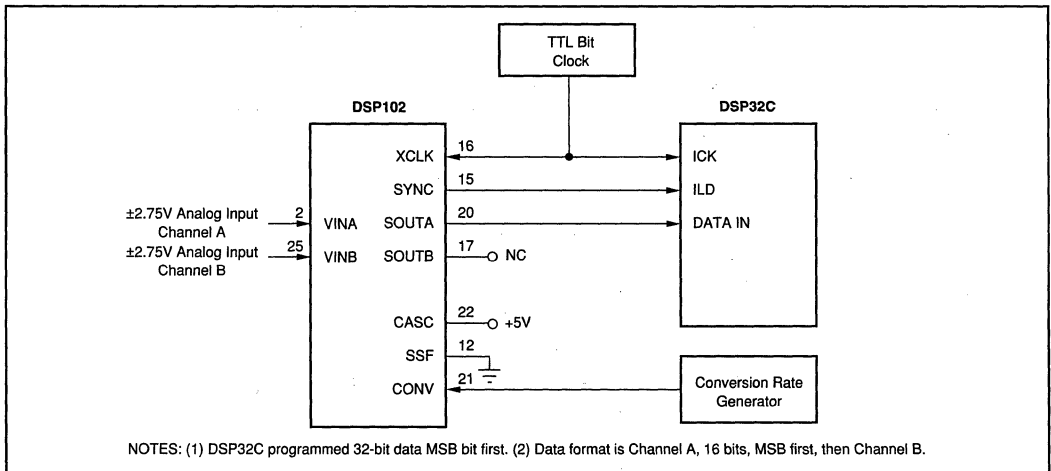 TTL Bit
Clock
DSP102
DSP32C
XCLK
16
ICK
SYNC
15
ILD
±2.75V Analog Input
Channel A
2
VINA
SOUTA
20
DATA IN
±2.75V Analog Input
Channel B
25
VINB
SOUTB
17
NC
CASC
22
+5V
SSF
12
CONV
21
Conversion Rate
Generator
NOTES: (1) DSP32C programmed 32-bit data MSB bit first. (2) Data format is Channel A, 16 bits, MSB first, then Channel B.